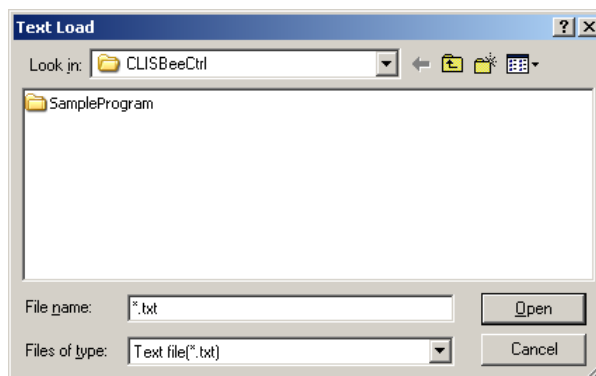 Text Load
Look in: CLISBeeCtrl
SampleProgram
File name: *.txt Open
Files of type: Text file(*.txt) Cancel